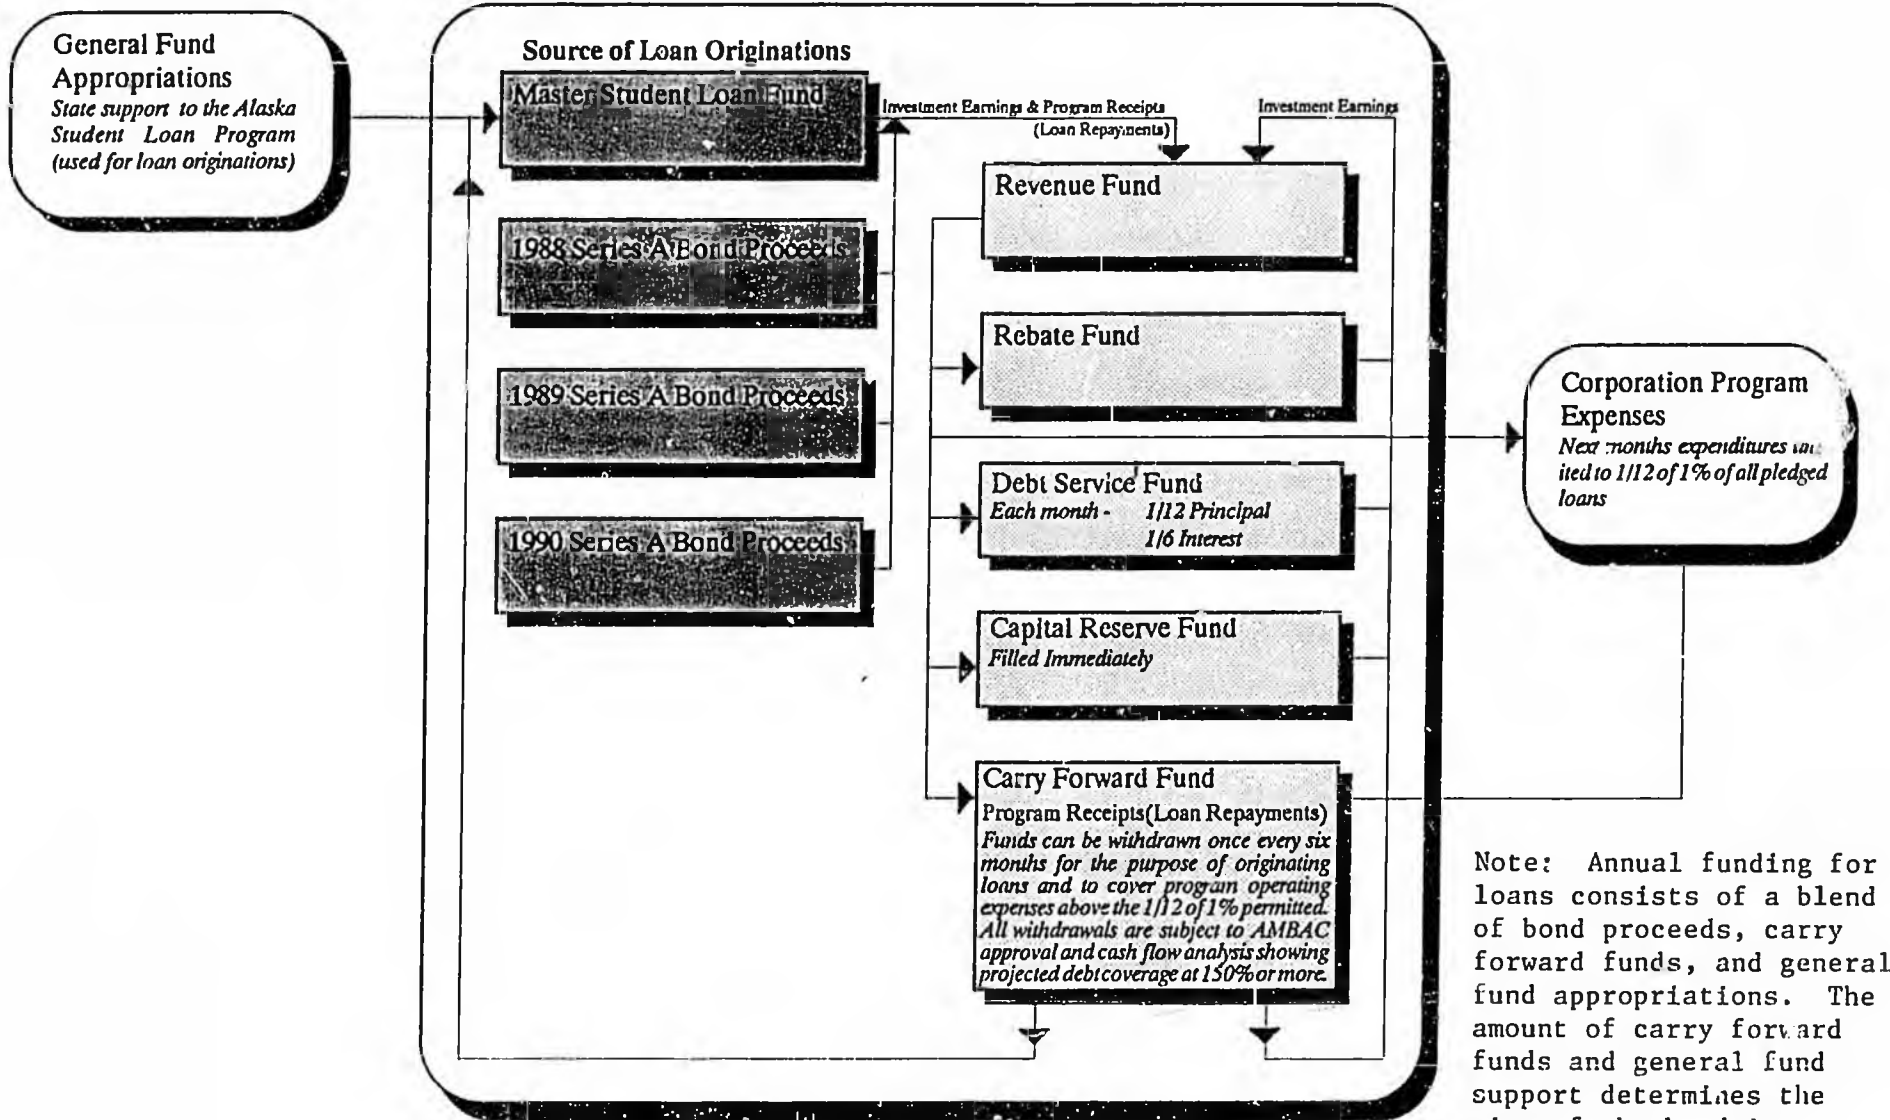 General Fund
Appropriations
State support to the Alaska
Student Loan Program
(used for loan originations)
Source of Loan Originations
Master Student Loan Fund
1988 Series A Bond Proceeds
1989 Series A Bond Proceeds
1990 Series A Bond Proceeds
Investment Earnings & Program Receipts
(Loan Repayments)
Investment Earnings
Revenue Fund
Rebate Fund
Debt Service Fund
Each month - 1/12 Principal
1/6 Interest
Capital Reserve Fund
Filled Immediately
Carry Forward Fund
Program Receipts(Loan Repayments)
Funds can be withdrawn once every six
months for the purpose of originating
loans and to cover program operating
expenses above the 1/12 of 1% permitted.
All withdrawals are subject to AMBAC
approval and cash flow analysis showing
projected debt coverage at 150% or more.
Corporation Program
Expenses
Next months expenditures
ited to 1/12 of 1% of all pledged
loans
Note: Annual funding for
loans consists of a blend
of bond proceeds, carry
forward funds, and general
fund appropriations. The
amount of carry forward
funds and general fund
support determines the